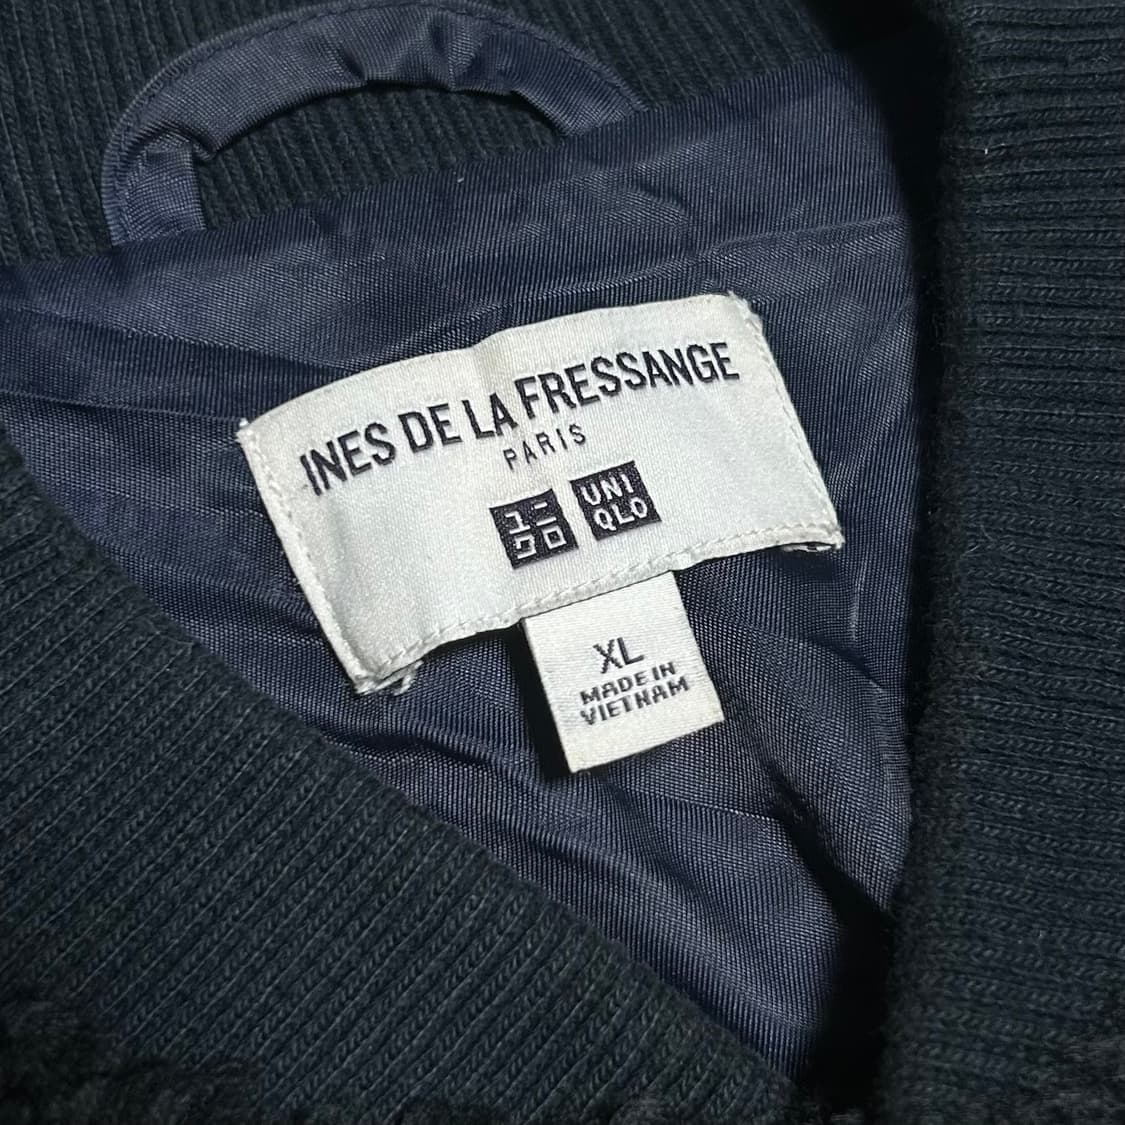 INES DE LA FRESSANGE
PARIS
ユニ UNI
クロ QLO
XL
MADE IN
VIETNAM